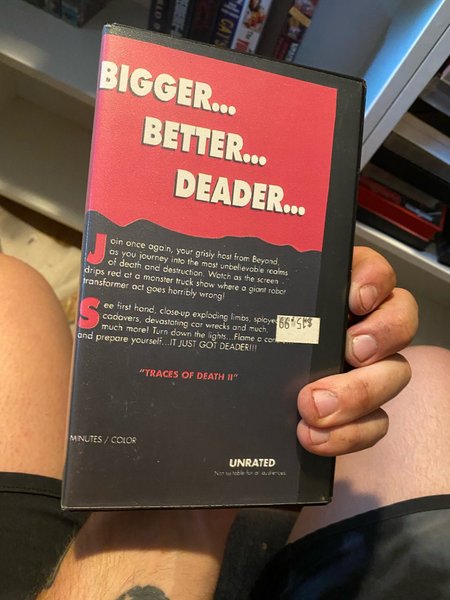 BIGGER...
BETTER...
DEADER...
Join once again, your grisly host from Beyond,
as you journey into the most unbelievable realms
of death and destruction. Watch as the screen
drips red at a monster truck show where a giant robot
transformer act goes horribly wrong!
See first hand, close-up exploding limbs, splayed
cadavers, devastating car wrecks and much,
much more! Turn down the lights...Flame a
and prepare yourself...IT JUST GOT DEADER!!!
$15.99
"TRACES OF DEATH II"
MINUTES / COLOR
UNRATED
Not suitable for all audiences.